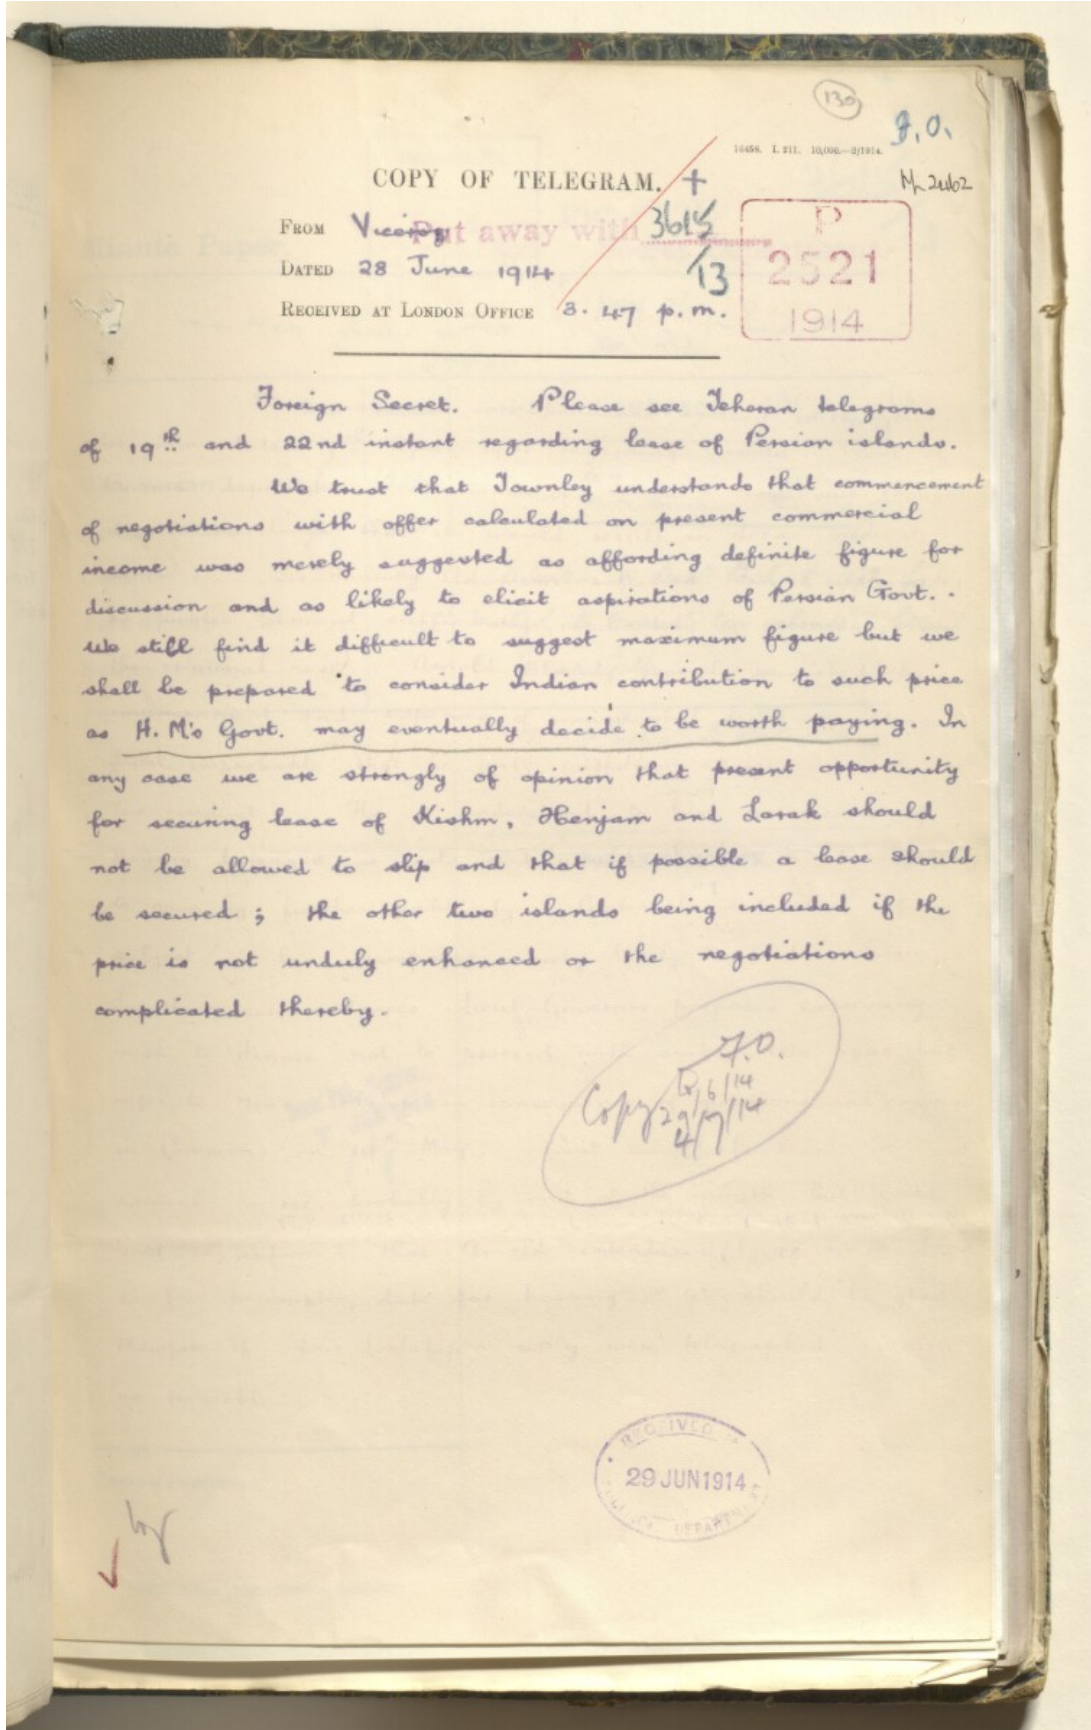 130
F.O.
16458. I. 211. 10,000.—2/1914.
COPY OF TELEGRAM. +
M 2462
FROM Viceroy
Put away with 3615/13
P
2521
1914
DATED 28 June 1914
RECEIVED AT LONDON OFFICE 3.47 p.m.
Foreign Secret. Please see Teheran telegrams
of 19th and 22nd instant regarding lease of Persian islands.
We trust that Townley understands that commencement
of negotiations with offer calculated on present commercial
income was merely suggested as affording definite figure for
discussion and as likely to elicit aspirations of Persian Govt..
We still find it difficult to suggest maximum figure but we
shall be prepared to consider Indian contribution to such price
as H.M's Govt. may eventually decide to be worth paying. In
any case we are strongly of opinion that present opportunity
for securing lease of Kishm, Henjam and Larak should
not be allowed to slip and that if possible a lease should
be secured; the other two islands being included if the
price is not unduly enhanced or the negotiations
complicated thereby.
F.O.
Copy
29/6/14
4/7/14
RECEIVED
29 JUN 1914
DEPARTMENT